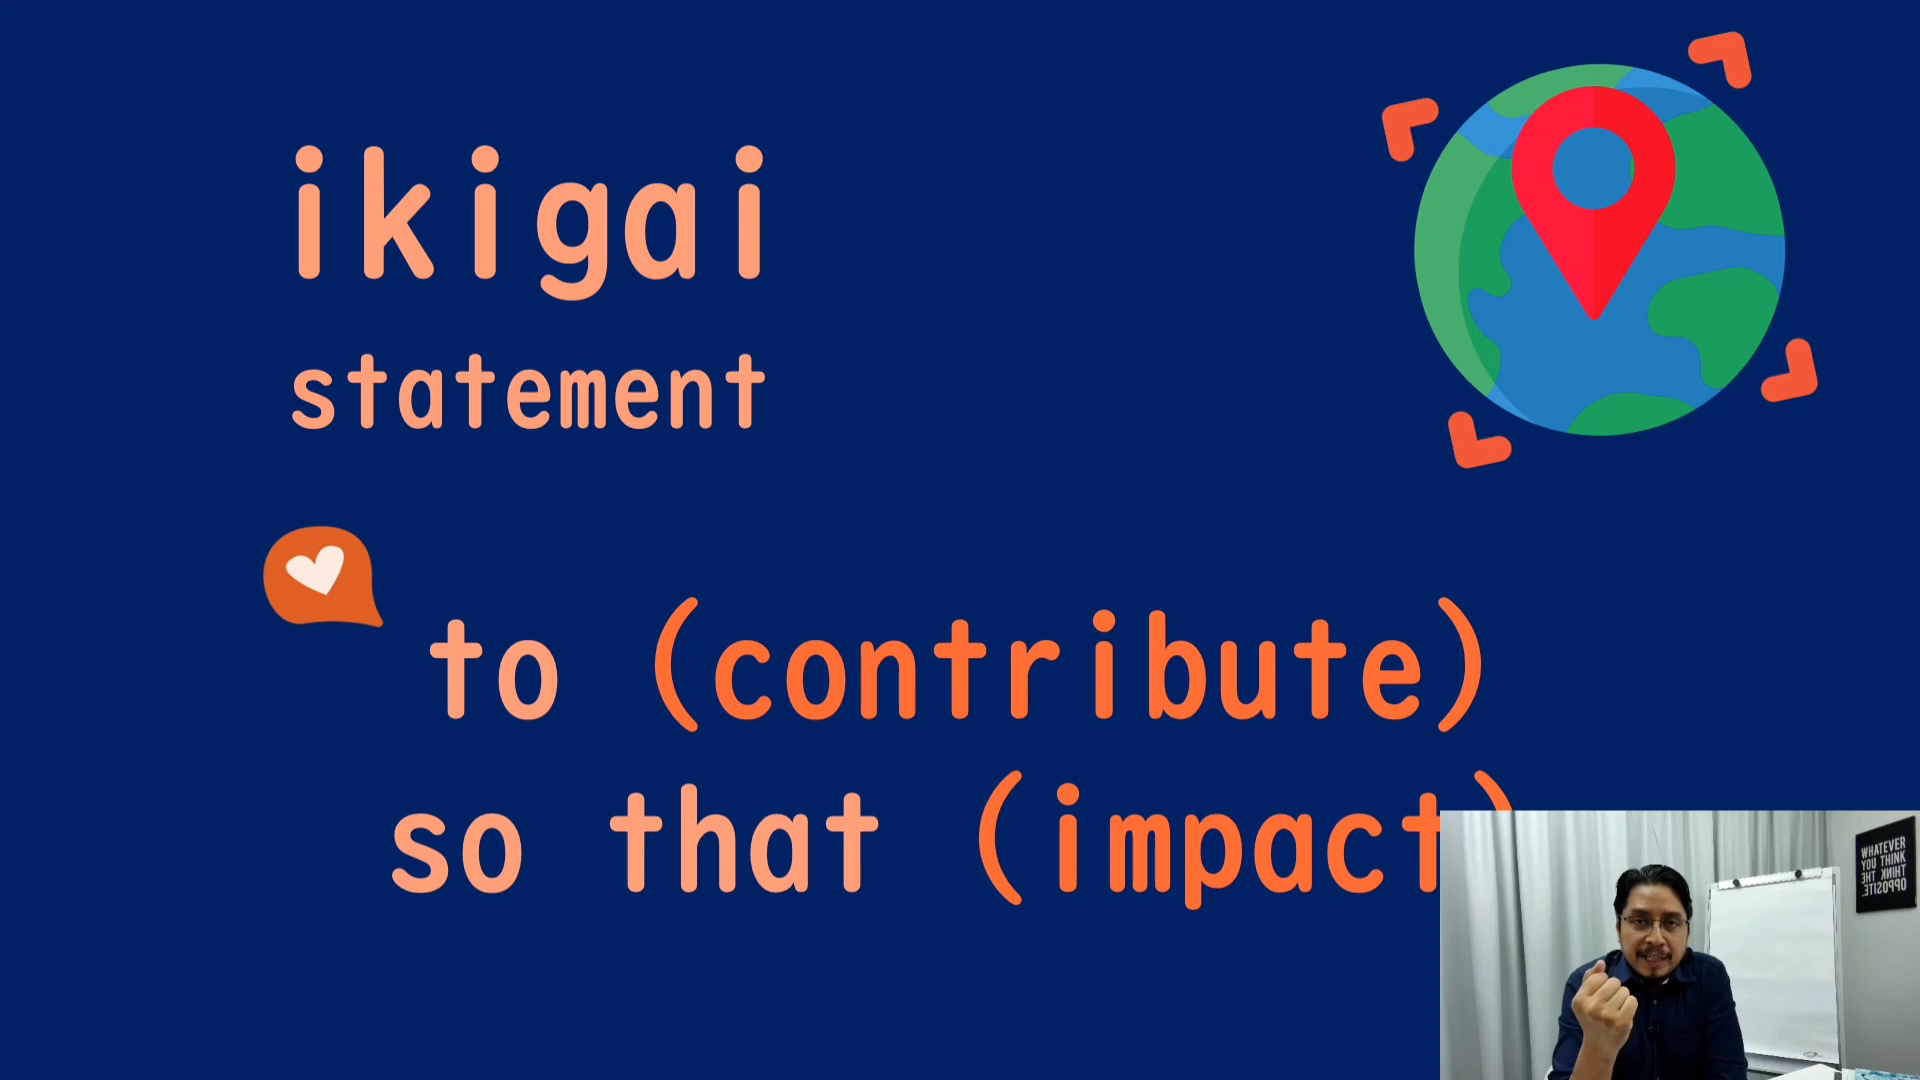 ikigai
statement
to (contribute)
so that (impact)
WHATEVER
YOU THINK
THINK THE
OPPOSITE.